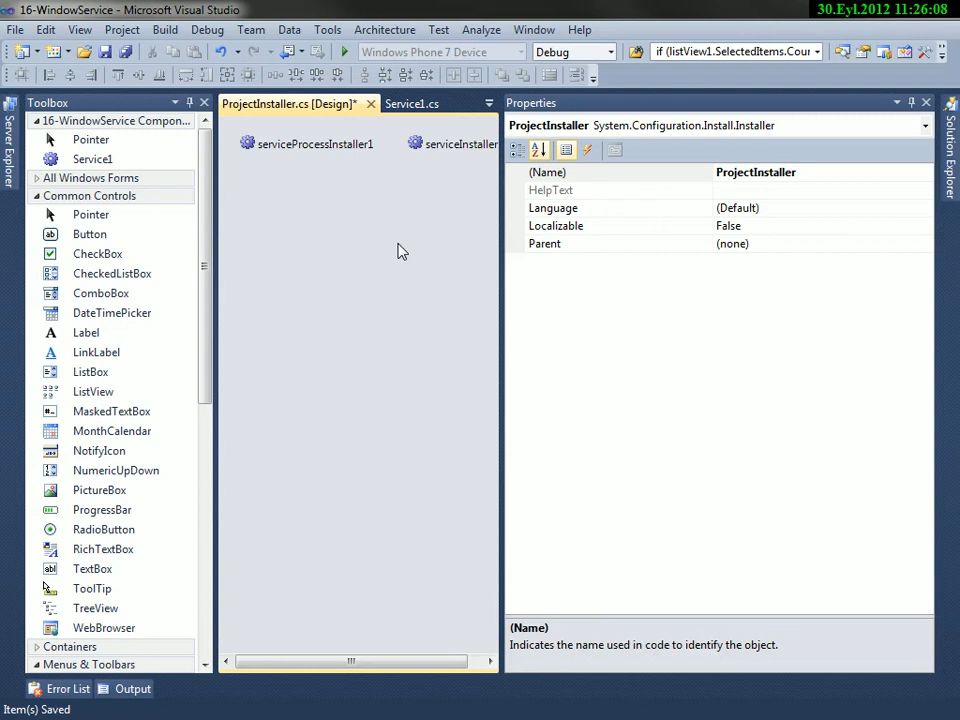 16-WindowService - Microsoft Visual Studio
30.Eyl.2012 11:26:08
File Edit View Project Build Debug Team Data Tools Architecture Test Analyze Window Help
Windows Phone 7 Device Debug if (listView1.SelectedItems.Cour
Server Explorer
Toolbox
16-WindowService Compon...
Pointer
Service1
All Windows Forms
Common Controls
Pointer
Button
CheckBox
CheckedListBox
ComboBox
DateTimePicker
Label
LinkLabel
ListBox
ListView
MaskedTextBox
MonthCalendar
NotifyIcon
NumericUpDown
PictureBox
ProgressBar
RadioButton
RichTextBox
TextBox
ToolTip
TreeView
WebBrowser
Containers
Menus & Toolbars
ProjectInstaller.cs [Design]* Service1.cs
serviceProcessInstaller1 serviceInstaller
Properties
ProjectInstaller System.Configuration.Install.Installer
(Name) ProjectInstaller
HelpText
Language (Default)
Localizable False
Parent (none)
(Name)
Indicates the name used in code to identify the object.
Solution Explorer
Error List Output
Item(s) Saved